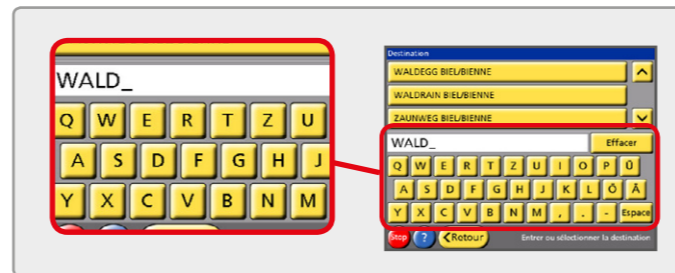 WALD_
Q W E R T Z U
A S D F G H J
Y X C V B N M
Destination
WALDEGG BIEL/BIENNE
WALDRAIN BIEL/BIENNE
ZAUNWEG BIEL/BIENNE
WALD_
Effacer
Q W E R T Z U I O P Ü
A S D F G H J K L Ö Ä
Y X C V B N M , . - Espace
Stop ? Retour Entrer ou sélectionner la destination